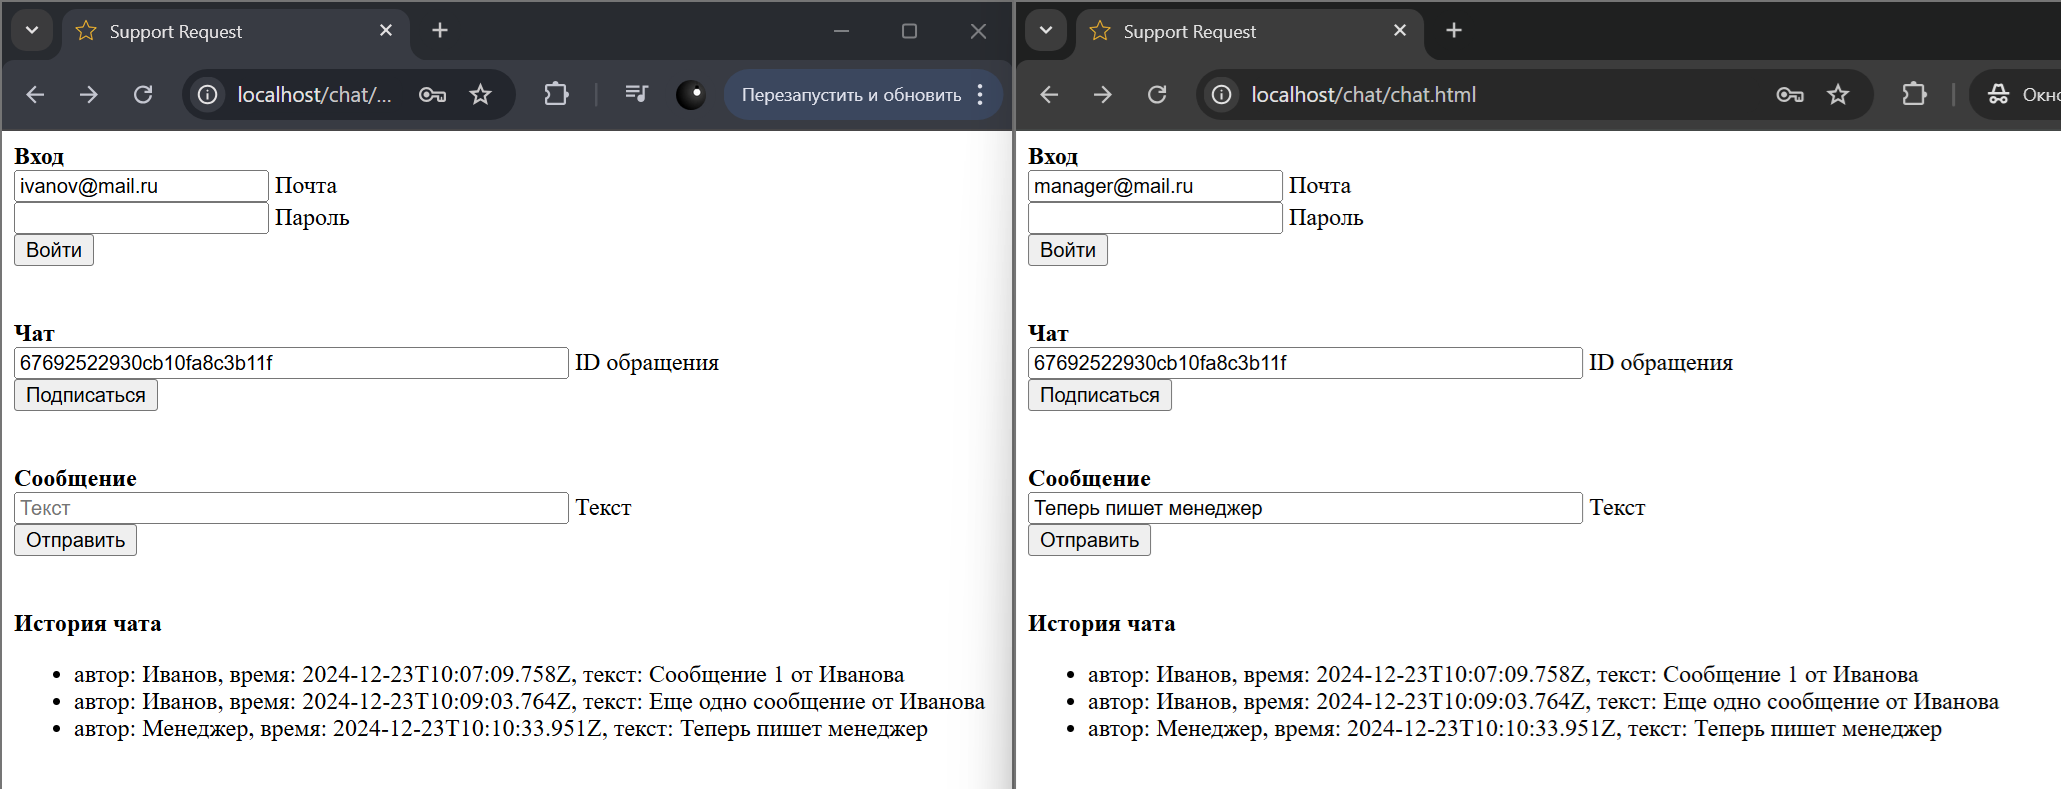 Support Request
localhost/chat/...
Перезапустить и обновить
Вход
ivanov@mail.ru Почта
Пароль
Войти
Чат
67692522930cb10fa8c3b11f ID обращения
Подписаться
Сообщение
Текст Текст
Отправить
История чата
• автор: Иванов, время: 2024-12-23T10:07:09.758Z, текст: Сообщение 1 от Иванова
• автор: Иванов, время: 2024-12-23T10:09:03.764Z, текст: Еще одно сообщение от Иванова
• автор: Менеджер, время: 2024-12-23T10:10:33.951Z, текст: Теперь пишет менеджер
Support Request
localhost/chat/chat.html
Окно
Вход
manager@mail.ru Почта
Пароль
Войти
Чат
67692522930cb10fa8c3b11f ID обращения
Подписаться
Сообщение
Теперь пишет менеджер Текст
Отправить
История чата
• автор: Иванов, время: 2024-12-23T10:07:09.758Z, текст: Сообщение 1 от Иванова
• автор: Иванов, время: 2024-12-23T10:09:03.764Z, текст: Еще одно сообщение от Иванова
• автор: Менеджер, время: 2024-12-23T10:10:33.951Z, текст: Теперь пишет менеджер